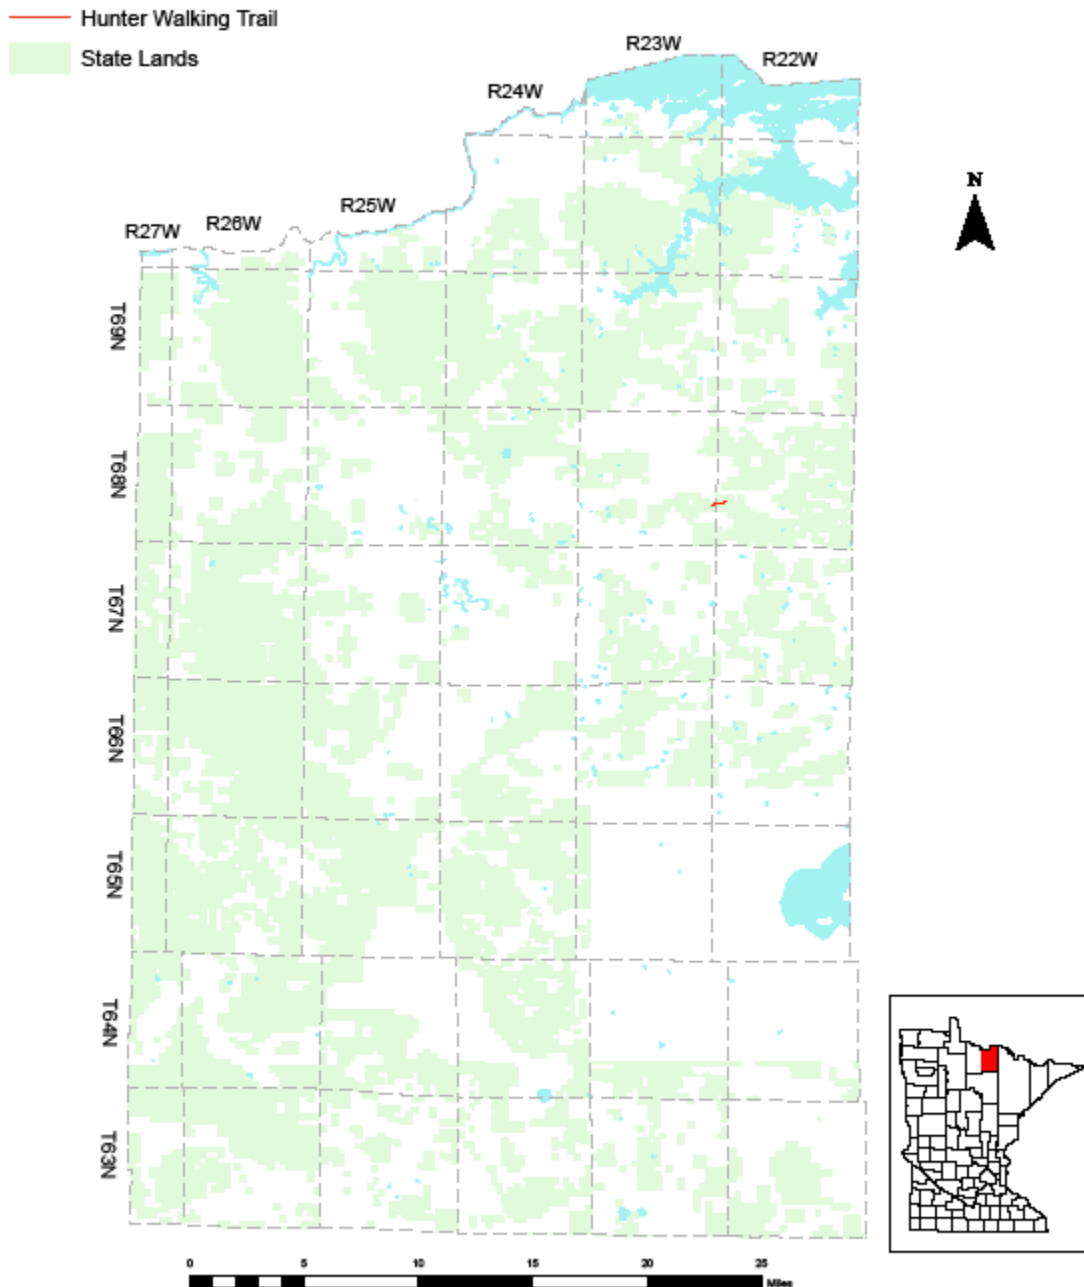 Hunter Walking Trail
State Lands
R23W
R22W
R24W
N
R25W
R26W
R27W
T69N
T68N
T67N
T66N
T65N
T64N
T63N
0 5 10 15 20 25
Miles